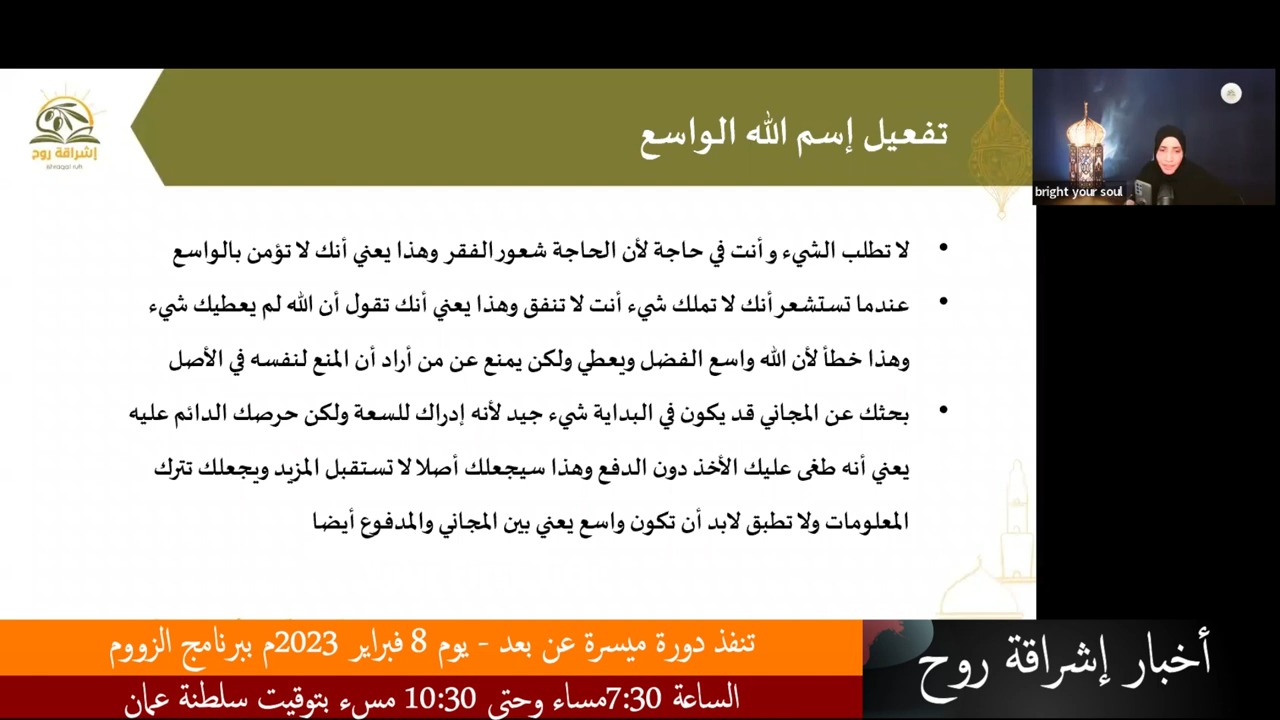 تفعيل إسم الله الواسع
إشراقة روح
ishraqat ruh
bright your soul
• لا تطلب الشيء و أنت في حاجة لأن الحاجة شعور الفقر وهذا يعني أنك لا تؤمن بالواسع
• عندما تستشعر أنك لا تملك شيء أنت لا تنفق وهذا يعني أنك تقول أن الله لم يعطيك شيء
وهذا خطأ لأن الله واسع الفضل ويعطي ولكن يمنع عن من أراد أن المنع لنفسه في الأصل
• بحثك عن المجاني قد يكون في البداية شيء جيد لأنه إدراك للسعة ولكن حرصك الدائم عليه
يعني أنه طغى عليك الأخذ دون الدفع وهذا سيجعلك أصلا لا تستقبل المزيد ويجعلك تترك
المعلومات ولا تطبق لابد أن تكون واسع يعني بين المجاني والمدفوع أيضا
أخبار إشراقة روح
تنفذ دورة ميسرة عن بعد - يوم 8 فبراير 2023م ببرنامج الزووم
الساعة 7:30مساء وحتى 10:30 مسء بتوقيت سلطنة عمان